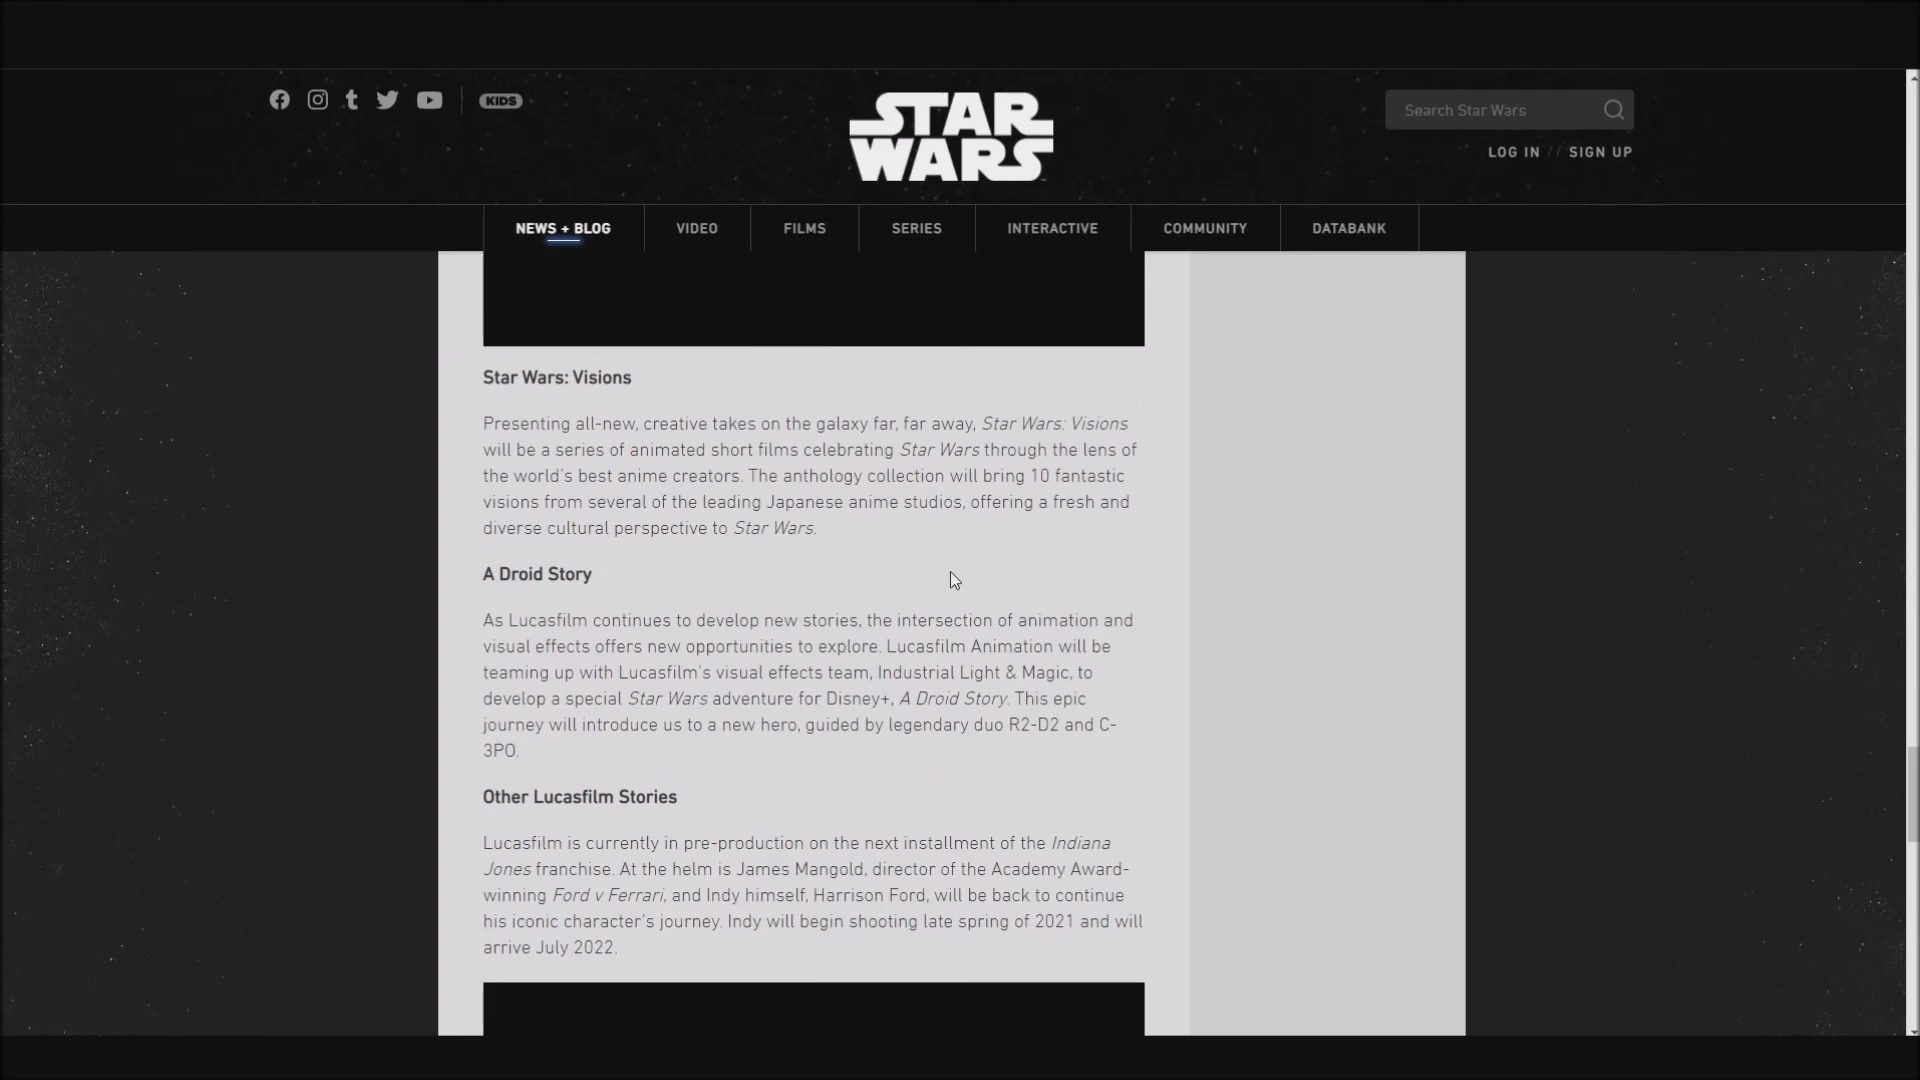 KIDS
STAR
WARS
Search Star Wars
LOG IN // SIGN UP
NEWS + BLOG
VIDEO
FILMS
SERIES
INTERACTIVE
COMMUNITY
DATABANK
Star Wars: Visions
Presenting all-new, creative takes on the galaxy far, far away, Star Wars: Visions
will be a series of animated short films celebrating Star Wars through the lens of
the world's best anime creators. The anthology collection will bring 10 fantastic
visions from several of the leading Japanese anime studios, offering a fresh and
diverse cultural perspective to Star Wars.
A Droid Story
As Lucasfilm continues to develop new stories, the intersection of animation and
visual effects offers new opportunities to explore. Lucasfilm Animation will be
teaming up with Lucasfilm's visual effects team, Industrial Light & Magic, to
develop a special Star Wars adventure for Disney+, A Droid Story. This epic
journey will introduce us to a new hero, guided by legendary duo R2-D2 and C-
3PO.
Other Lucasfilm Stories
Lucasfilm is currently in pre-production on the next installment of the Indiana
Jones franchise. At the helm is James Mangold, director of the Academy Award-
winning Ford v Ferrari, and Indy himself, Harrison Ford, will be back to continue
his iconic character's journey. Indy will begin shooting late spring of 2021 and will
arrive July 2022.